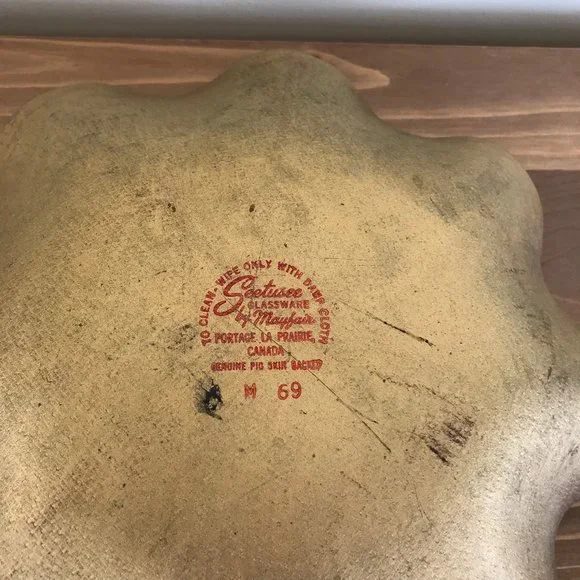 TO CLEAN - WIPE ONLY WITH DAMP CLOTH
Seetusee
GLASSWARE
by Mayfair
PORTAGE LA PRAIRIE,
CANADA
GENUINE PIG SKIN BACKED
M 69